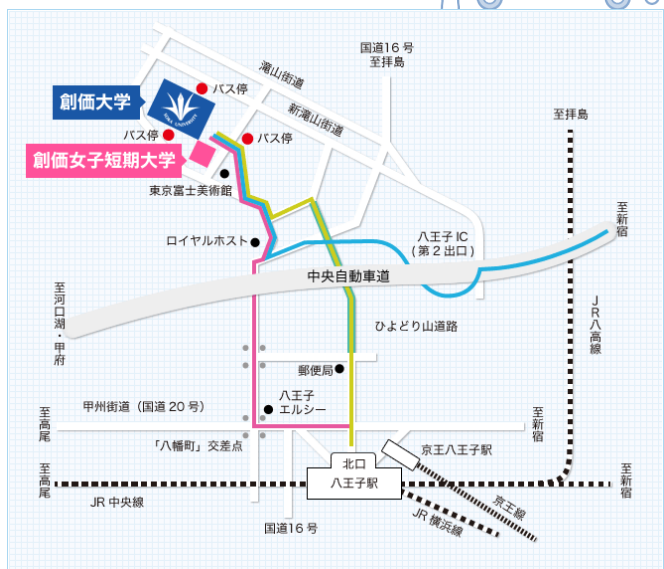 国道16号
至拝島
滝山街道
バス停
創価大学
SOKA UNIVERSITY
新滝山街道
至拝島
バス停
バス停
創価女子短期大学
東京富士美術館
至新宿
ロイヤルホスト
八王子IC
(第2出口)
中央自動車道
至河口湖・甲府
ひよどり山道路
JR八高線
郵便局
八王子
エルシー
甲州街道（国道20号）
至高尾
至新宿
「八幡町」交差点
京王八王子駅
北口
八王子駅
至高尾
至新宿
JR中央線
京王線
JR横浜線
国道16号